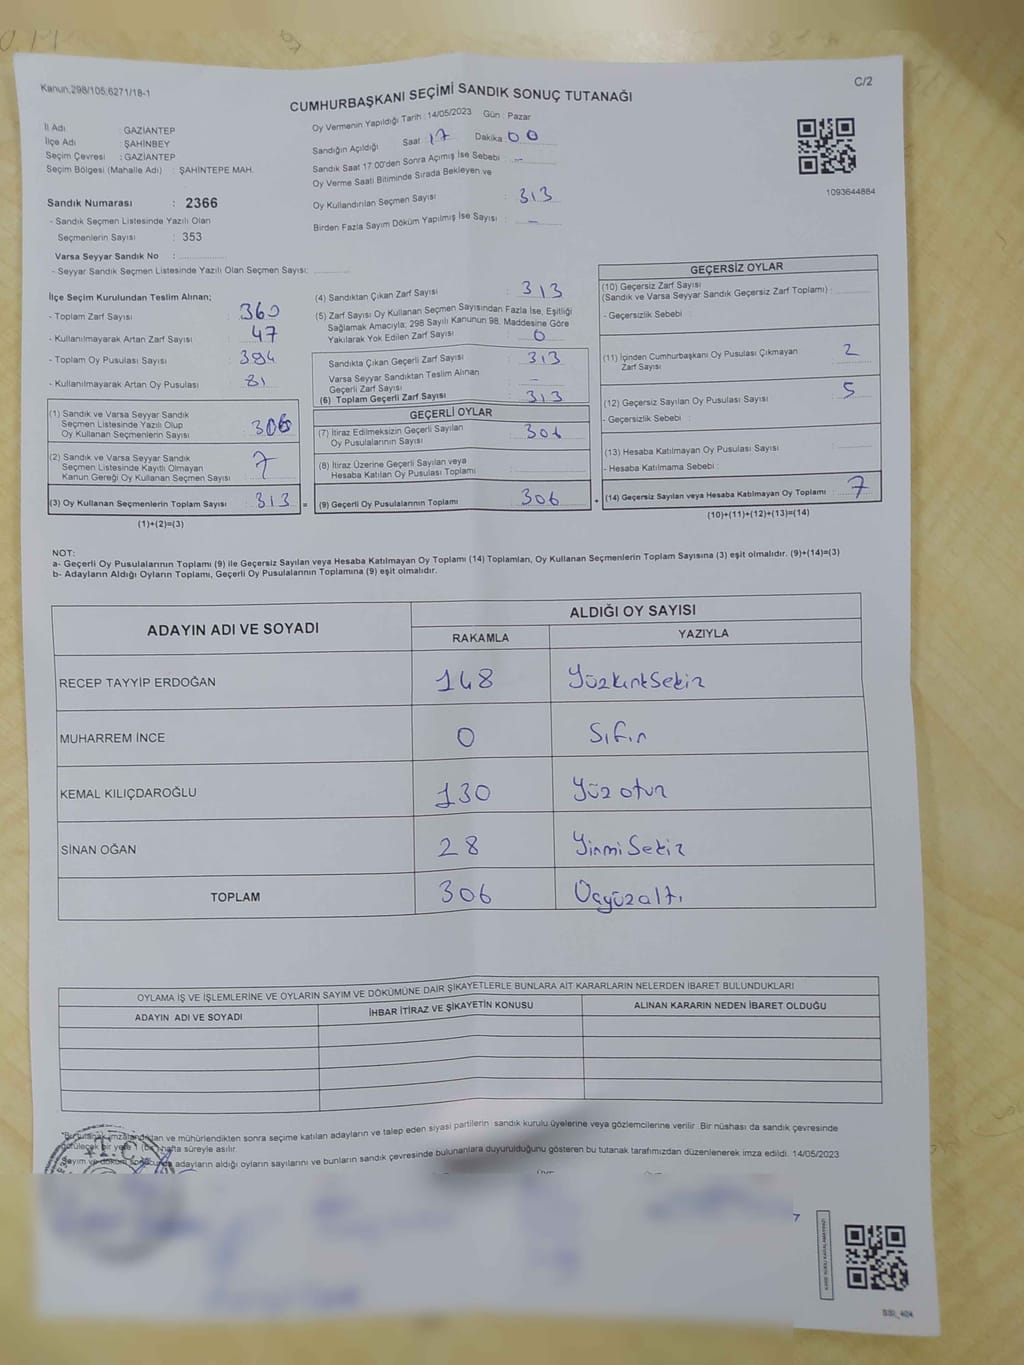 Kanun,298/105,6271/18-1
C/2
CUMHURBAŞKANI SEÇİMİ SANDIK SONUÇ TUTANAĞI
İl Adı : GAZİANTEP
İlçe Adı : ŞAHİNBEY
Seçim Çevresi : GAZİANTEP
Seçim Bölgesi (Mahalle Adı) : ŞAHİNTEPE MAH.
Sandık Numarası : 2366
- Sandık Seçmen Listesinde Yazılı Olan
Seçmenlerin Sayısı : 353
Varsa Seyyar Sandık No :
- Seyyar Sandık Seçmen Listesinde Yazılı Olan Seçmen Sayısı:
Oy Vermenin Yapıldığı Tarih : 14/05/2023 Gün : Pazar
Sandığın Açıldığı Saat 17 Dakika 00
Sandık Saat 17:00'den Sonra Açımış İse Sebebi : -
Oy Verme Saati Bitiminde Sırada Bekleyen ve
Oy Kullandırılan Seçmen Sayısı : 313
Birden Fazla Sayım Döküm Yapılmış İse Sayısı : -
1093644884
İlçe Seçim Kurulundan Teslim Alınan;
- Toplam Zarf Sayısı : 360
- Kullanılmayarak Artan Zarf Sayısı : 47
- Toplam Oy Pusulası Sayısı : 394
- Kullanılmayarak Artan Oy Pusulası : 81
(1) Sandık ve Varsa Seyyar Sandık
Seçmen Listesinde Yazılı Olup
Oy Kullanan Seçmenlerin Sayısı : 306
(2) Sandık ve Varsa Seyyar Sandık
Seçmen Listesinde Kayıtlı Olmayan
Kanun Gereği Oy Kullanan Seçmen Sayısı : 7
(3) Oy Kullanan Seçmenlerin Toplam Sayısı : 313 =
(1)+(2)=(3)
(4) Sandıktan Çıkan Zarf Sayısı : 313
(5) Zarf Sayısı Oy Kullanan Seçmen Sayısından Fazla İse, Eşitliği
Sağlamak Amacıyla; 298 Sayılı Kanunun 98. Maddesine Göre
Yakılarak Yok Edilen Zarf Sayısı : 0
Sandıkta Çıkan Geçerli Zarf Sayısı : 313
Varsa Seyyar Sandıktan Teslim Alınan
Geçerli Zarf Sayısı : -
(6) Toplam Geçerli Zarf Sayısı : 313
GEÇERLİ OYLAR
(7) İtiraz Edilmeksizin Geçerli Sayılan
Oy Pusulalarının Sayısı : 306
(8) İtiraz Üzerine Geçerli Sayılan veya
Hesaba Katılan Oy Pusulası Toplamı :
(9) Geçerli Oy Pusulalarının Toplamı : 306 +
GEÇERSİZ OYLAR
(10) Geçersiz Zarf Sayısı
(Sandık ve Varsa Seyyar Sandık Geçersiz Zarf Toplamı) :
- Geçersizlik Sebebi :
(11) İçinden Cumhurbaşkanı Oy Pusulası Çıkmayan
Zarf Sayısı : 2
(12) Geçersiz Sayılan Oy Pusulası Sayısı : 5
- Geçersizlik Sebebi :
(13) Hesaba Katılmayan Oy Pusulası Sayısı :
- Hesaba Katılmama Sebebi :
(14) Geçersiz Sayılan veya Hesaba Katılmayan Oy Toplamı : 7
(10)+(11)+(12)+(13)=(14)
NOT:
a- Geçerli Oy Pusulalarının Toplamı (9) ile Geçersiz Sayılan veya Hesaba Katılmayan Oy Toplamı (14) Toplamları, Oy Kullanan Seçmenlerin Toplam Sayısına (3) eşit olmalıdır. (9)+(14)=(3)
b- Adayların Aldığı Oyların Toplamı, Geçerli Oy Pusulalarının Toplamına (9) eşit olmalıdır.
ADAYIN ADI VE SOYADI ALDIĞI OY SAYISI
RAKAMLA YAZIYLA
RECEP TAYYİP ERDOĞAN 148 YüzkırkSekiz
MUHARREM İNCE 0 Sıfır
KEMAL KILIÇDAROĞLU 130 Yüz otuz
SİNAN OĞAN 28 Yirmi Sekiz
TOPLAM 306 Üçyüzaltı
OYLAMA İŞ VE İŞLEMLERİNE VE OYLARIN SAYIM VE DÖKÜMÜNE DAİR ŞİKAYETLERLE BUNLARA AİT KARARLARIN NELERDEN İBARET BULUNDUKLARI
ADAYIN ADI VE SOYADI İHBAR İTİRAZ VE ŞİKAYETİN KONUSU ALINAN KARARIN NEDEN İBARET OLDUĞU
*Bu tutanak imzalandıktan ve mühürlendikten sonra seçime katılan adayların ve talep eden siyasi partilerin sandık kurulu üyelerine veya gözlemcilerine verilir. Bir nüshası da sandık çevresinde
görülecek bir yere 1 (bir) hafta süreyle asılır.
adayların aldığı oyların sayılarını ve bunların sandık çevresinde bulunanlara duyurulduğunu gösteren bu tutanak tarafımızdan düzenlenerek imza edildi. 14/05/2023
T.C.
7
SSI_404